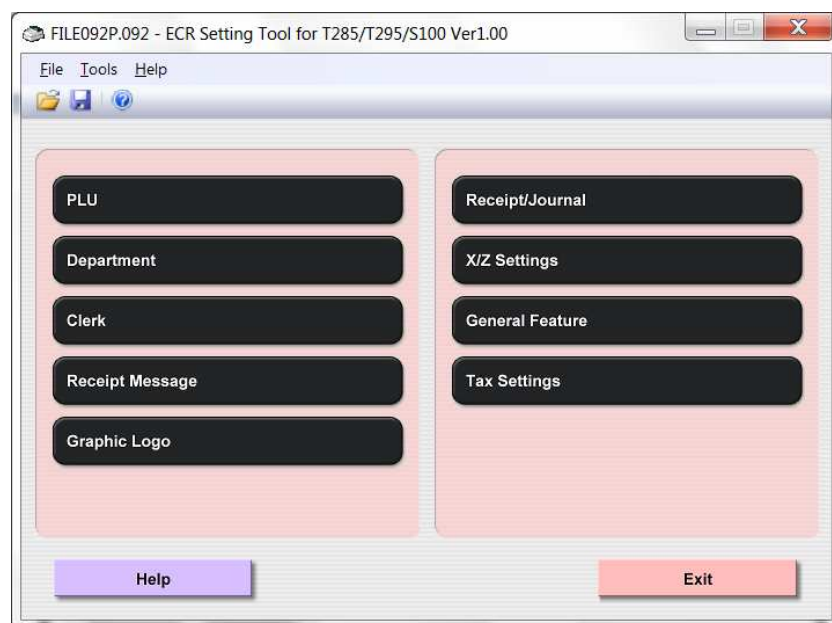 FILE092P.092 - ECR Setting Tool for T285/T295/S100 Ver1.00
File Tools Help
PLU
Department
Clerk
Receipt Message
Graphic Logo
Receipt/Journal
X/Z Settings
General Feature
Tax Settings
Help
Exit